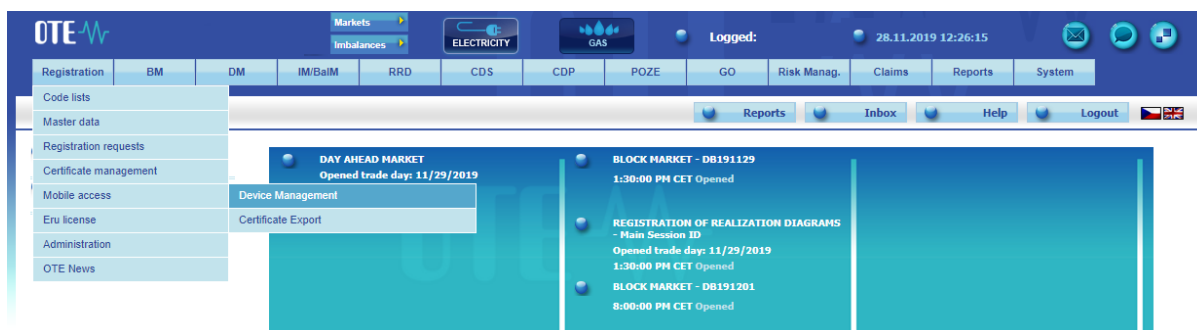 OTE
Markets
Imbalances
ELECTRICITY
GAS
Logged:
28.11.2019 12:26:15
Registration BM DM IM/BalM RRD CDS CDP POZE GO Risk Manag. Claims Reports System
Reports Inbox Help Logout
Code lists
Master data
Registration requests
Certificate management
Mobile access
Eru license
Administration
OTE News
Device Management
Certificate Export
DAY AHEAD MARKET
Opened trade day: 11/29/2019
BLOCK MARKET - DB191129
1:30:00 PM CET Opened
REGISTRATION OF REALIZATION DIAGRAMS
- Main Session ID
Opened trade day: 11/29/2019
1:30:00 PM CET Opened
BLOCK MARKET - DB191201
8:00:00 PM CET Opened
OTE